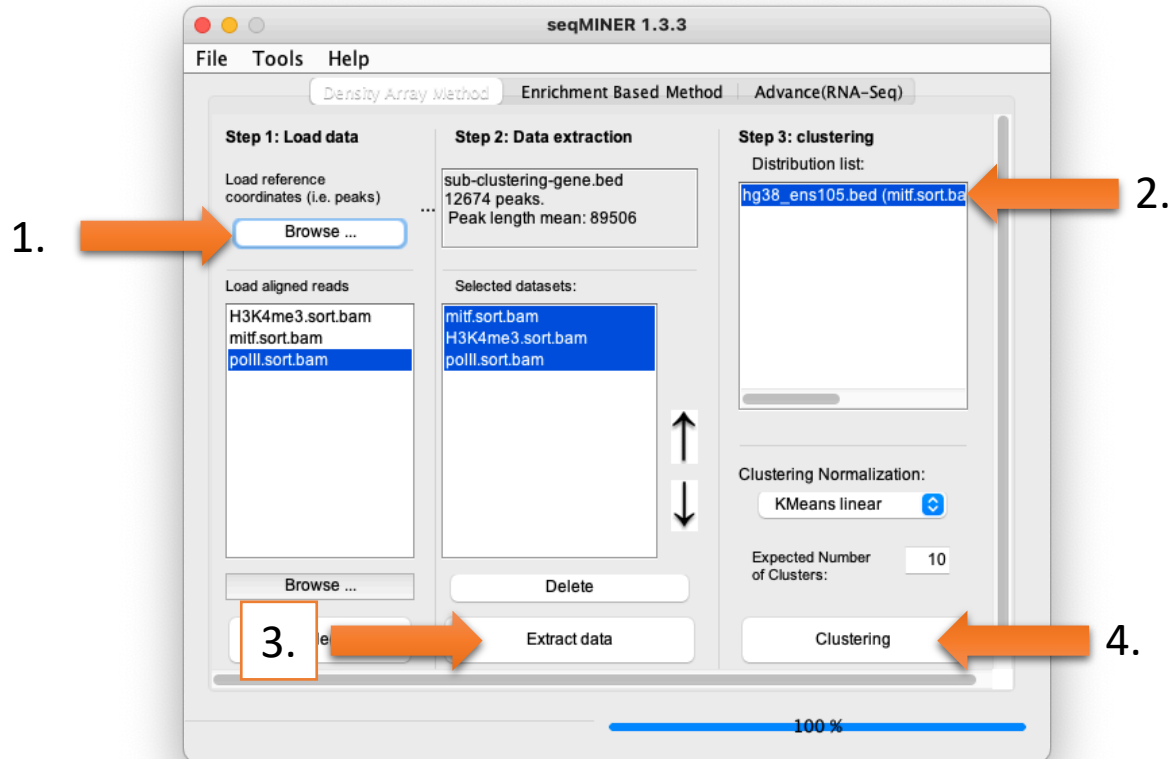 seqMINER 1.3.3
File Tools Help
Density Array Method Enrichment Based Method Advance(RNA-Seq)
Step 1: Load data
Load reference
coordinates (i.e. peaks)
...
Browse ...
1.
Load aligned reads
H3K4me3.sort.bam
mitf.sort.bam
polII.sort.bam
Browse ...
Step 2: Data extraction
sub-clustering-gene.bed
12674 peaks.
Peak length mean: 89506
Selected datasets:
mitf.sort.bam
H3K4me3.sort.bam
polII.sort.bam
Delete
3.
Extract data
Step 3: clustering
Distribution list:
hg38_ens105.bed (mitf.sort.ba
2.
Clustering Normalization:
KMeans linear
Expected Number
of Clusters:
10
Clustering
4.
100 %